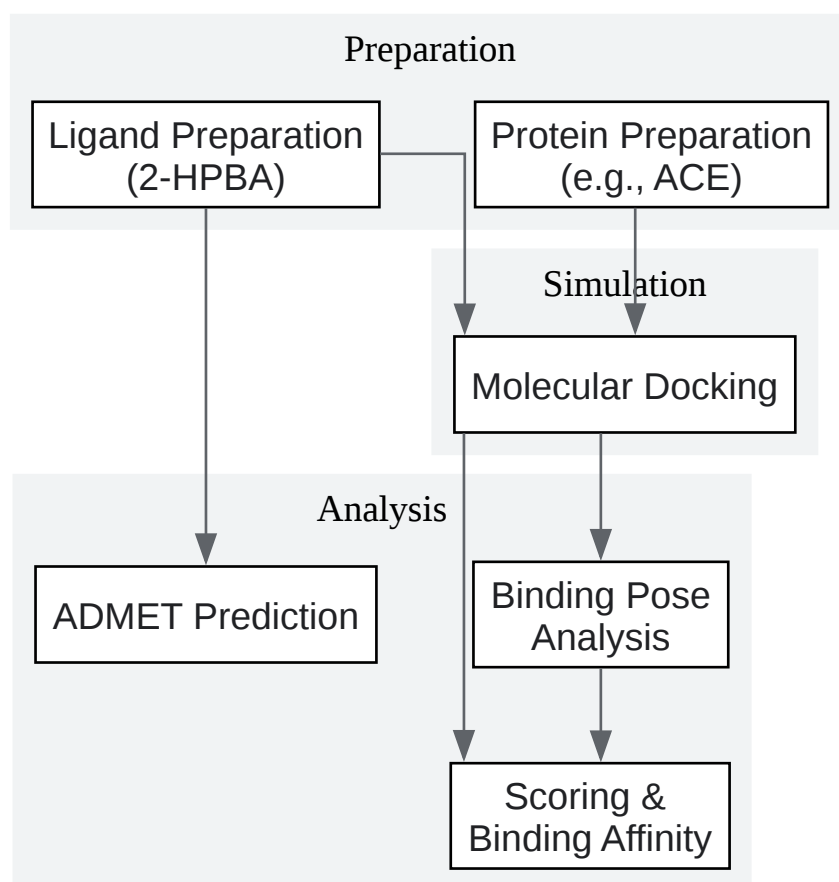 Preparation
Ligand Preparation
(2-HPBA)
Protein Preparation
(e.g., ACE)
Simulation
Molecular Docking
Analysis
ADMET Prediction
Binding Pose
Analysis
Scoring &
Binding Affinity